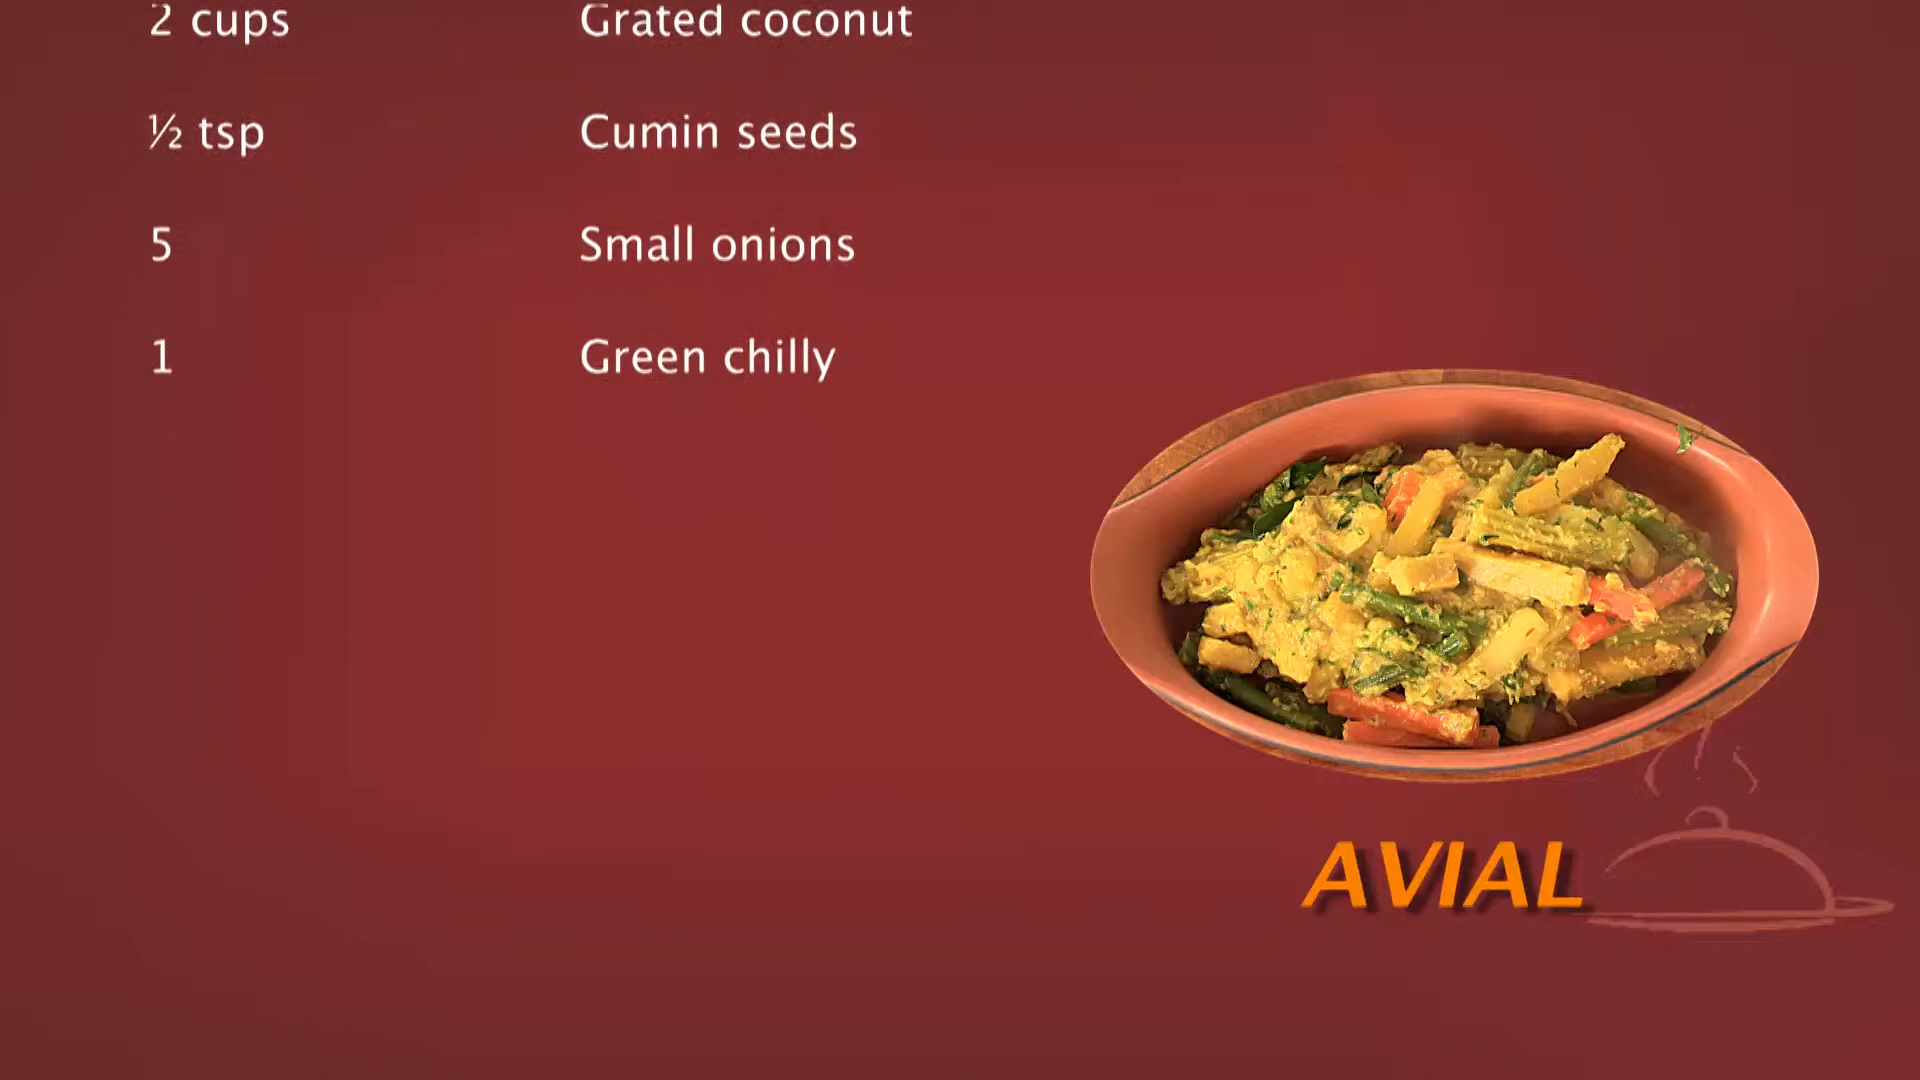 2 cups Grated coconut
½ tsp Cumin seeds
5 Small onions
1 Green chilly
AVIAL